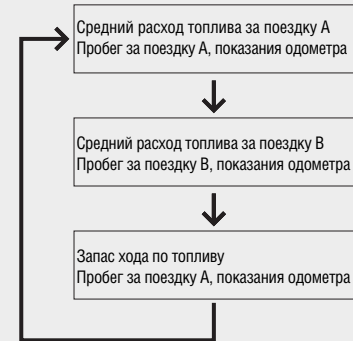 Средний расход топлива за поездку А
Пробег за поездку А, показания одометра
Средний расход топлива за поездку В
Пробег за поездку В, показания одометра
Запас хода по топливу
Пробег за поездку А, показания одометра